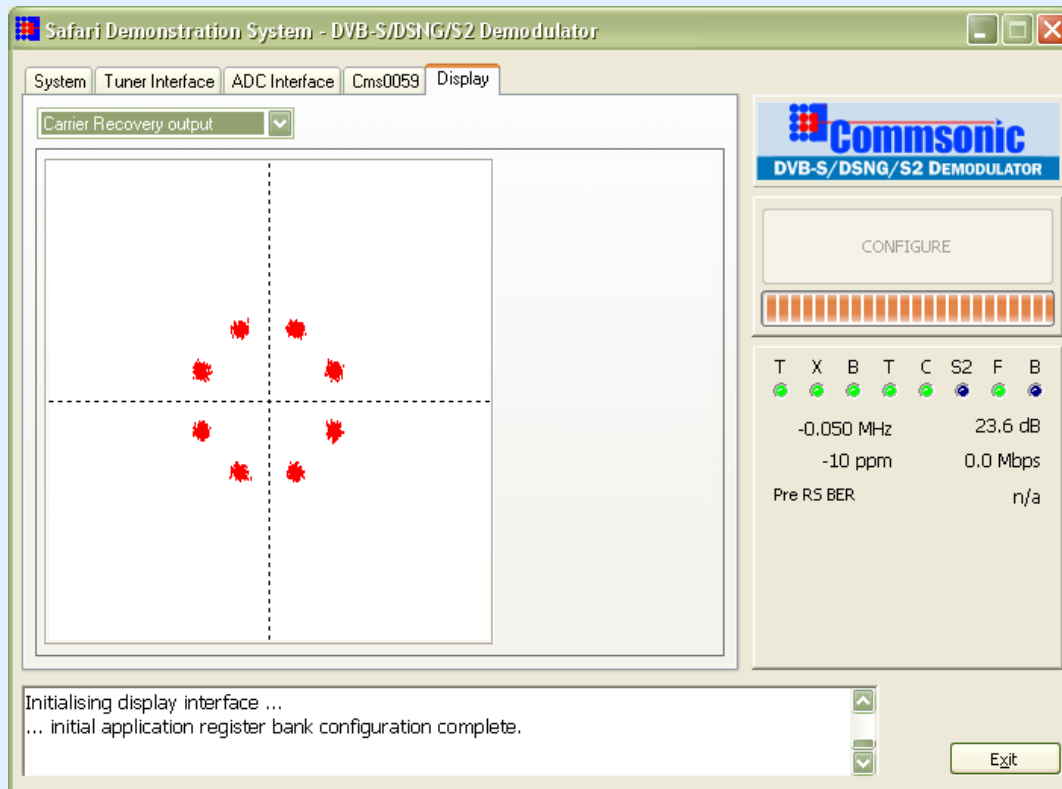 Safari Demonstration System - DVB-S/DSNG/S2 Demodulator
System Tuner Interface ADC Interface Cms0059 Display
Carrier Recovery output
Commsonic
DVB-S/DSNG/S2 DEMODULATOR
CONFIGURE
T X B T C S2 F B
-0.050 MHz 23.6 dB
-10 ppm 0.0 Mbps
Pre RS BER n/a
Initialising display interface ...
... initial application register bank configuration complete.
Exit